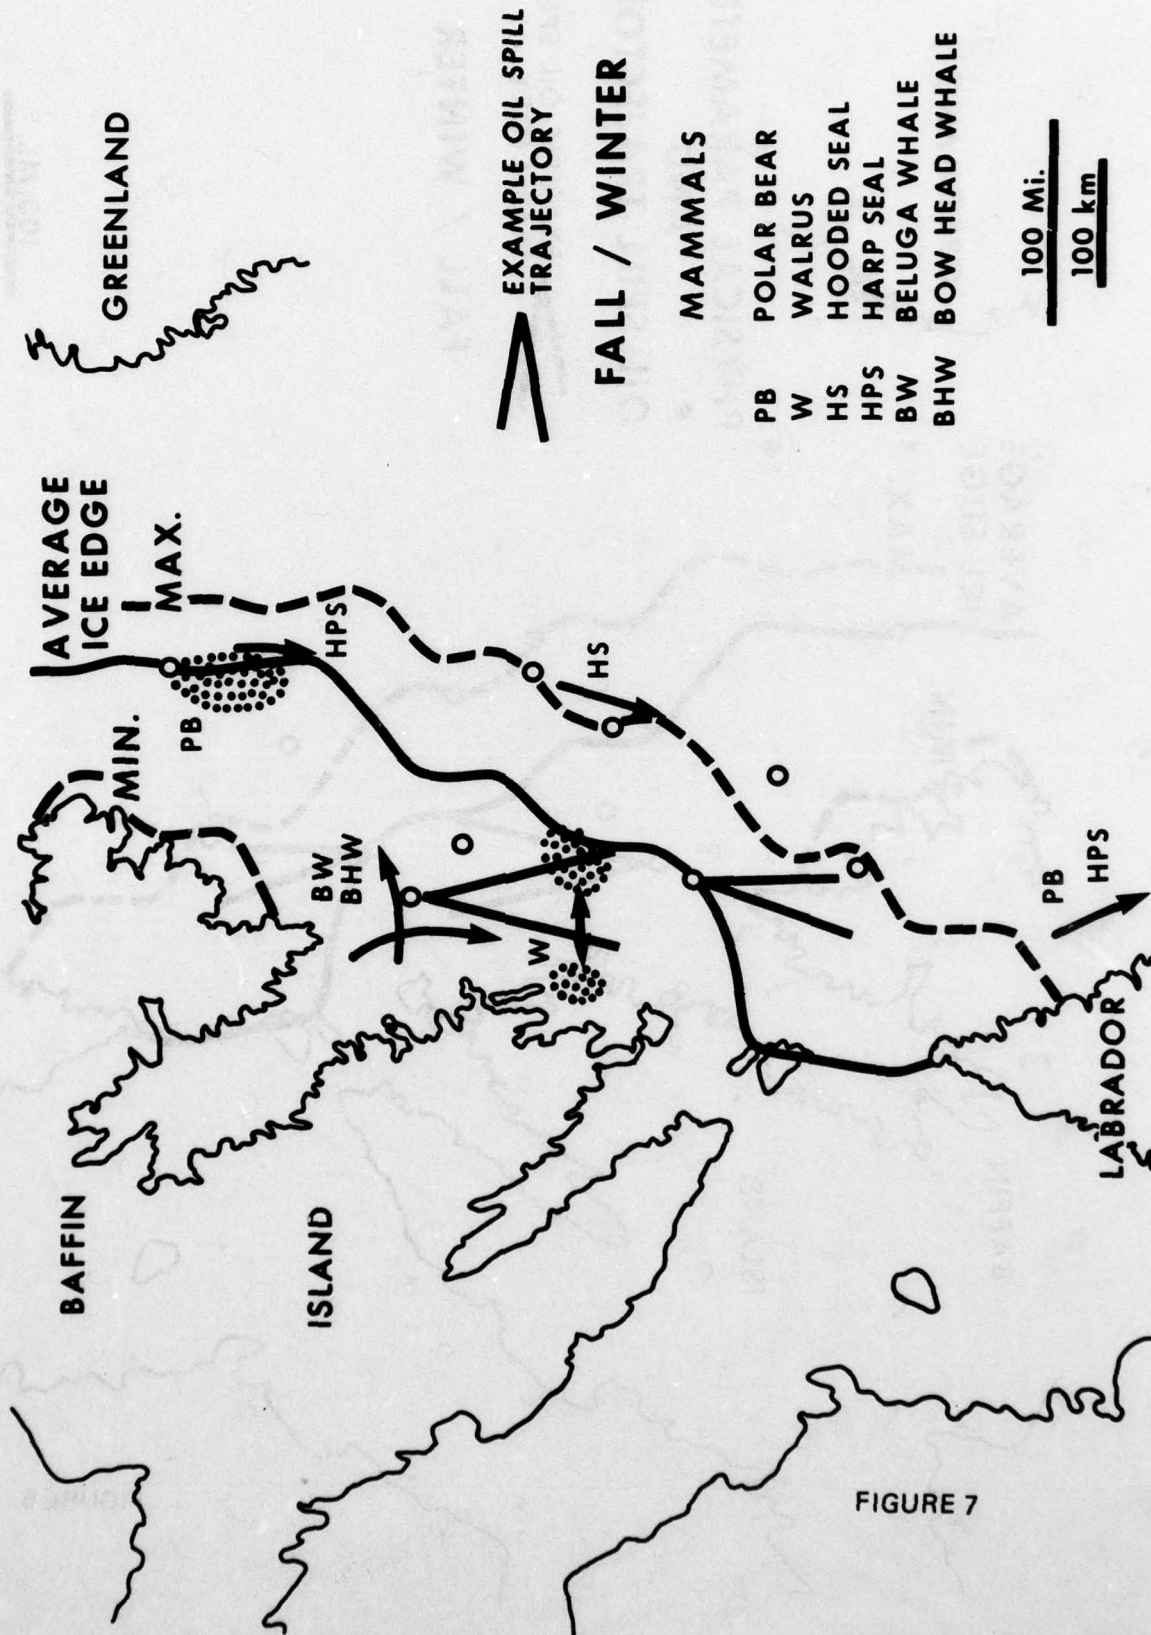 GREENLAND
AVERAGE
ICE EDGE
MAX.
MIN.
PB
HPS
BW
BHW
HS
W
BAFFIN
ISLAND
PB
HPS
LABRADOR
EXAMPLE OIL SPILL
TRAJECTORY
FALL / WINTER
MAMMALS
PB POLAR BEAR
W WALRUS
HS HOODED SEAL
HPS HARP SEAL
BW BELUGA WHALE
BHW BOW HEAD WHALE
100 Mi.
100 km
FIGURE 7